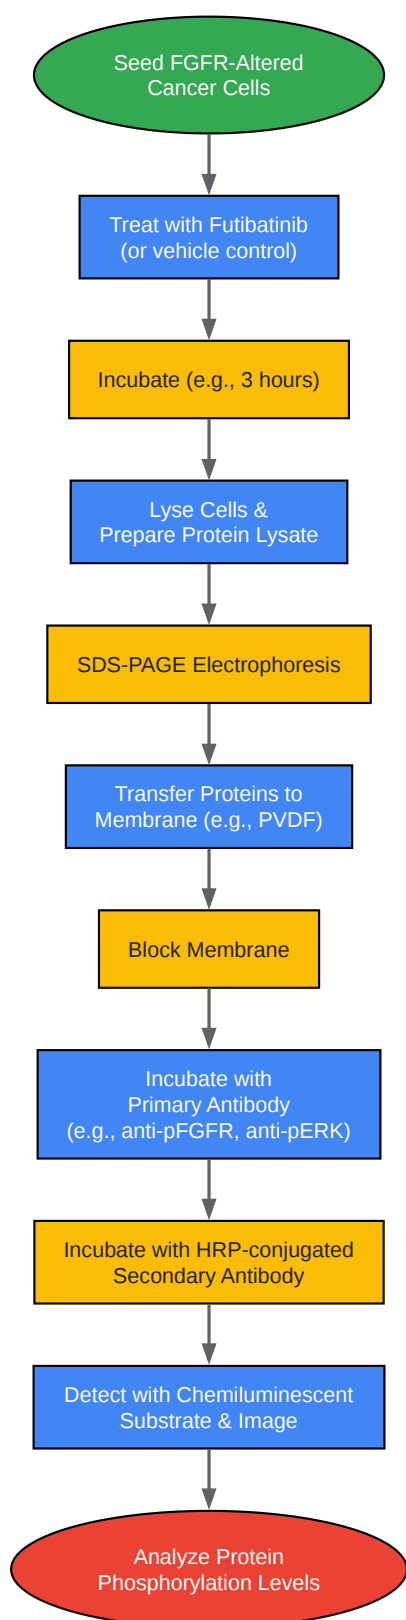 Seed FGFR-Altered
Cancer Cells
Treat with Futibatinib
(or vehicle control)
Incubate (e.g., 3 hours)
Lyse Cells &
Prepare Protein Lysate
SDS-PAGE Electrophoresis
Transfer Proteins to
Membrane (e.g., PVDF)
Block Membrane
Incubate with
Primary Antibody
(e.g., anti-pFGFR, anti-pERK)
Incubate with HRP-conjugated
Secondary Antibody
Detect with Chemiluminescent
Substrate & Image
Analyze Protein
Phosphorylation Levels